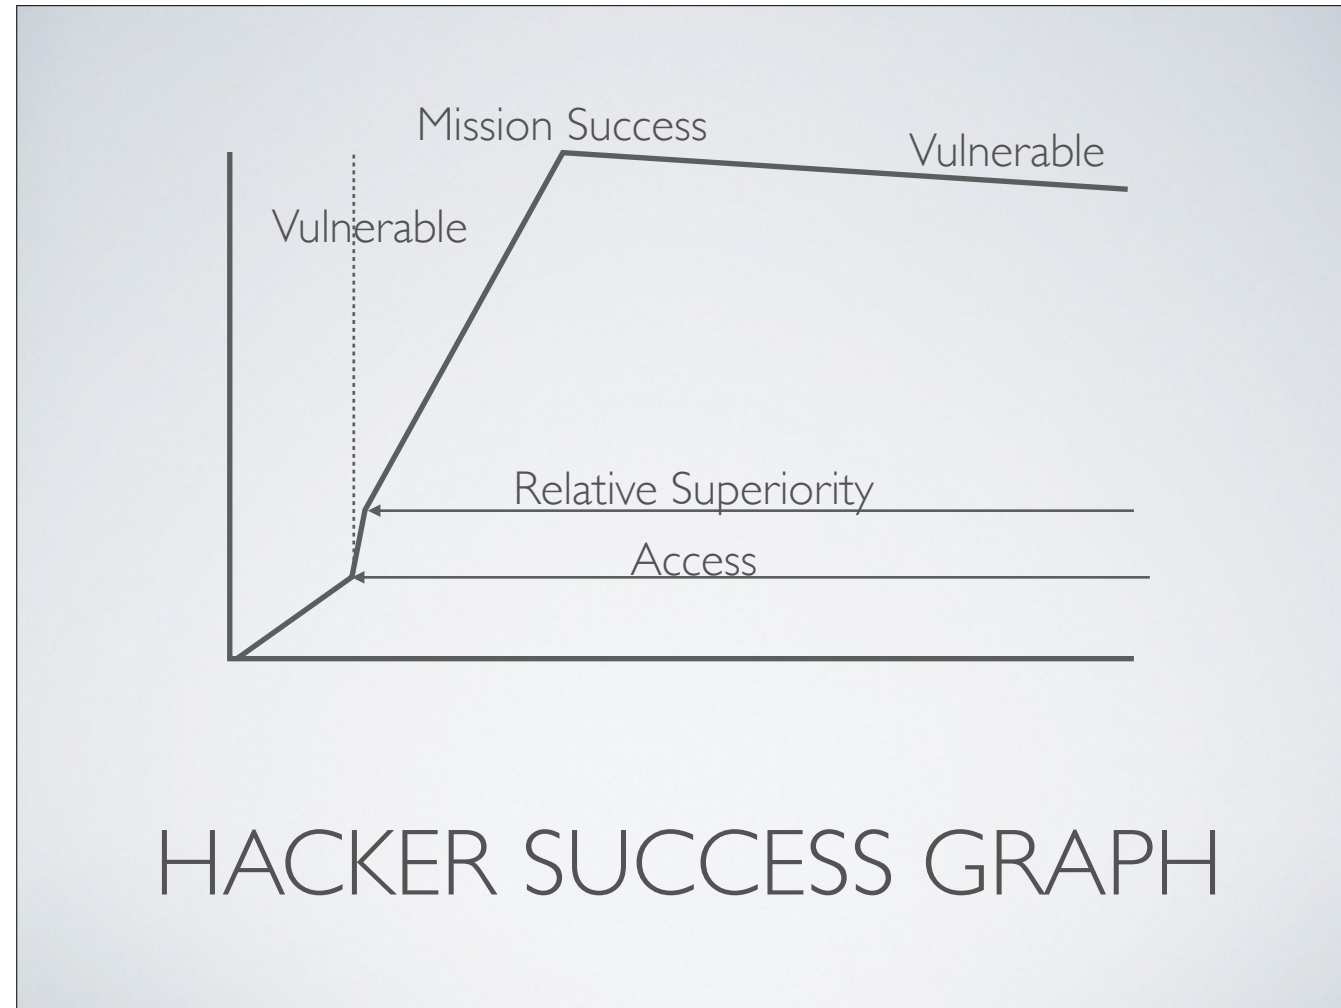 Mission Success
Vulnerable
Vulnerable
Relative Superiority
Access
HACKER SUCCESS GRAPH